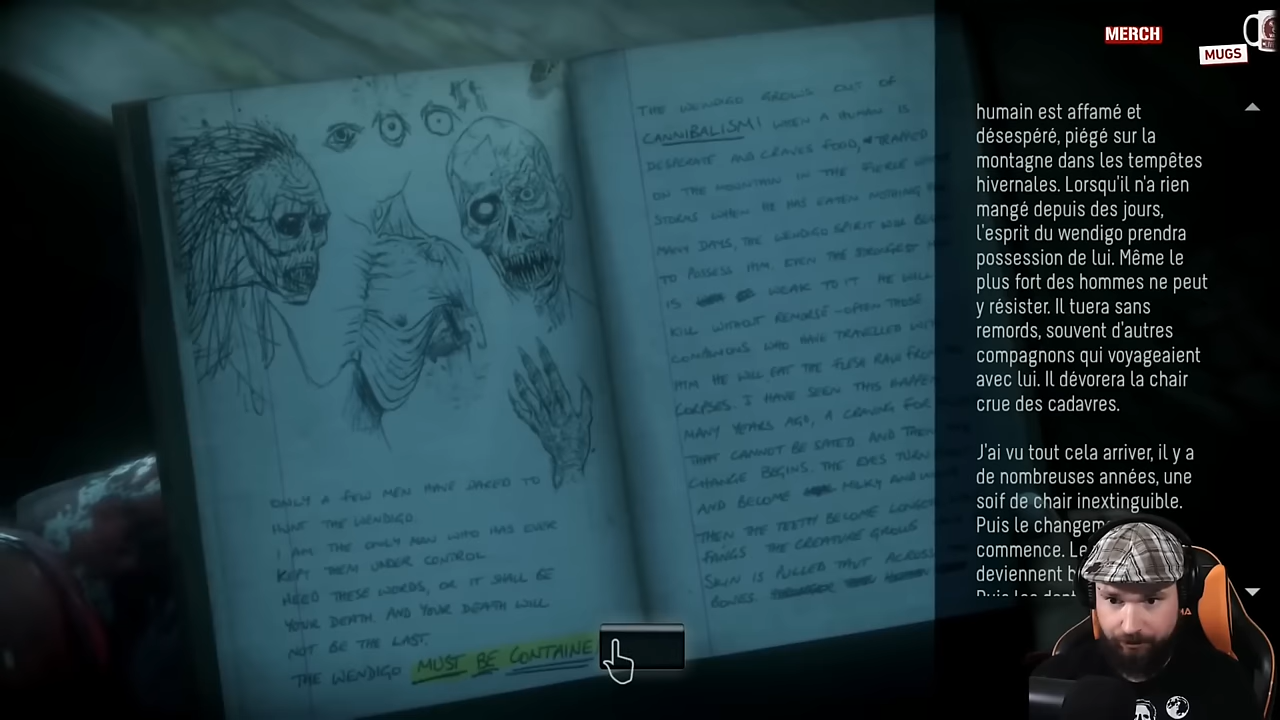 MERCH
MUGS
ONLY A FEW MEN HAVE DARED TO
HUNT THE WENDIGO.
I AM THE ONLY MAN WHO HAS EVER
KEPT THEM UNDER CONTROL
HEED THESE WORDS, OR IT SHALL BE
YOUR DEATH. AND YOUR DEATH WILL
NOT BE THE LAST.
THE WENDIGO MUST BE CONTAINE
THE WENDIGO GROWS OUT OF
CANNIBALISM! WHEN A HUMAN IS
DESPERATE AND CRAVES FOOD, TRAPPED
ON THE MOUNTAIN IN THE FIERCE
STORMS WHEN HE HAS EATEN NOTHING
MANY DAYS, THE WENDIGO SPIRIT WILL
TO POSSESS HIM. EVEN THE STRONGEST
IS WEAK TO IT HE WILL
KILL WITHOUT REMORSE - OFTEN THOSE
COMPANIONS WHO HAVE TRAVELLED
HIM HE WILL EAT THE FLESH RAW FROM
CORPSES. I HAVE SEEN THIS HAPPEN
MANY YEARS AGO, A CRAVING FOR
THAT CANNOT BE SATED AND THEN
CHANGE BEGINS. THE EYES TURN
AND BECOME MILKY AND
THEN THE TEETH BECOME LONGER
FANGS THE CREATURE GROWS
SKIN IS PULLED TAUT ACROSS
BONES.
humain est affamé et
désespéré, piégé sur la
montagne dans les tempêtes
hivernales. Lorsqu'il n'a rien
mangé depuis des jours,
l'esprit du wendigo prendra
possession de lui. Même le
plus fort des hommes ne peut
y résister. Il tuera sans
remords, souvent d'autres
compagnons qui voyageaient
avec lui. Il dévorera la chair
crue des cadavres.
J'ai vu tout cela arriver, il y a
de nombreuses années, une
soif de chair inextinguible.
Puis le changem
commence. Le
deviennent b